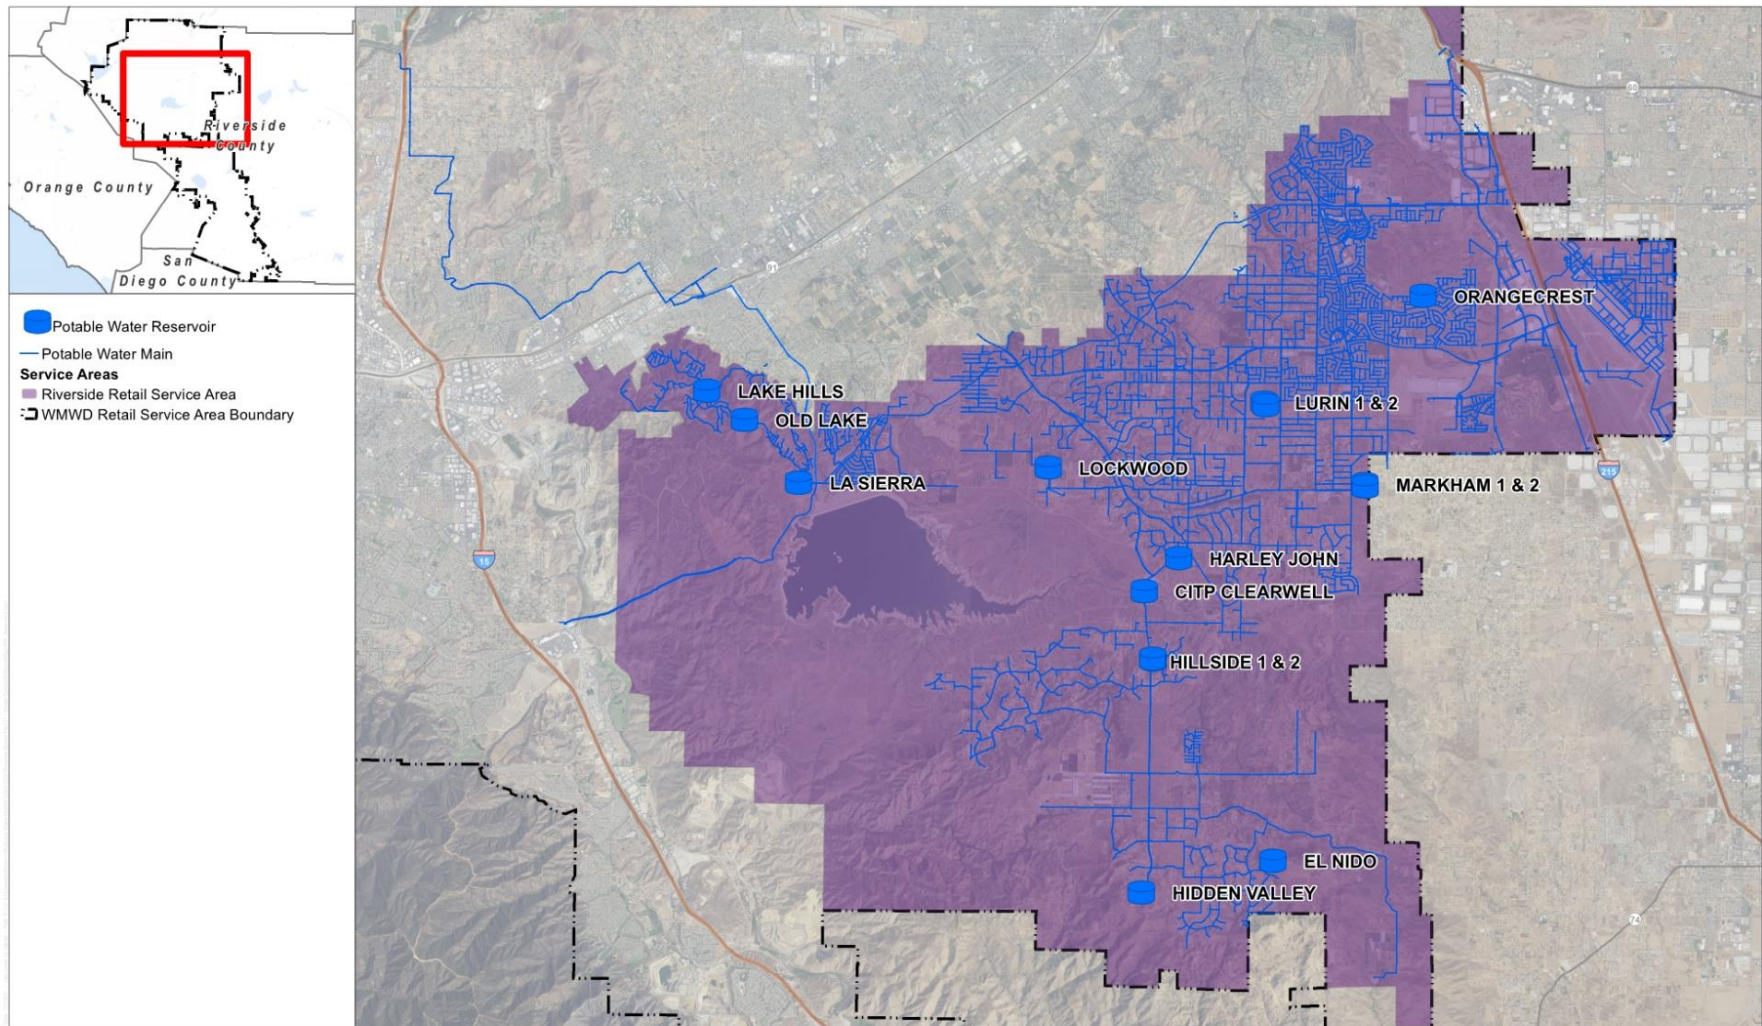 Riverside
County
Orange County
San
Diego County
Potable Water Reservoir
Potable Water Main
Service Areas
Riverside Retail Service Area
WMWD Retail Service Area Boundary
60
91
ORANGECREST
LAKE HILLS
LURIN 1 & 2
OLD LAKE
LOCKWOOD
215
LA SIERRA
MARKHAM 1 & 2
15
HARLEY JOHN
CITP CLEARWELL
HILLSIDE 1 & 2
EL NIDO
HIDDEN VALLEY
74